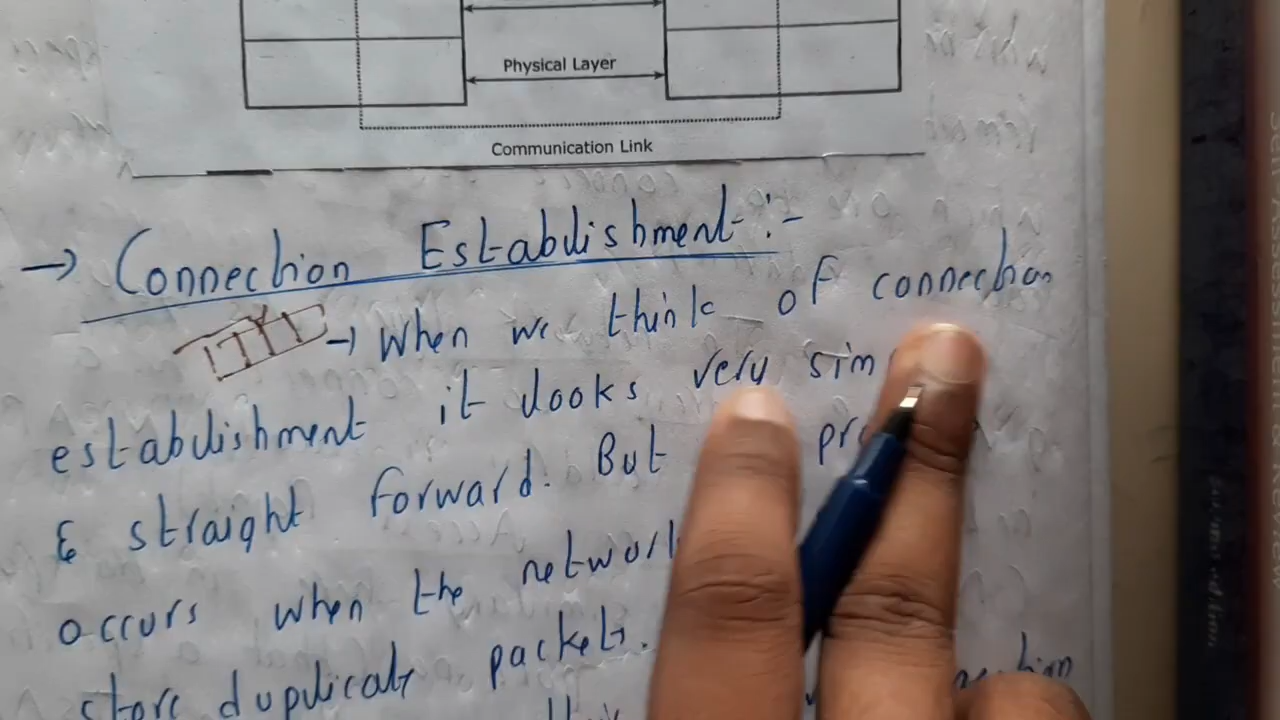 Physical Layer
Communication Link
→ Connection Establishment :-
→ When we think of connection
establishment it looks very sim
& straight forward. But pr
occurs when the network
store duplicate packets.